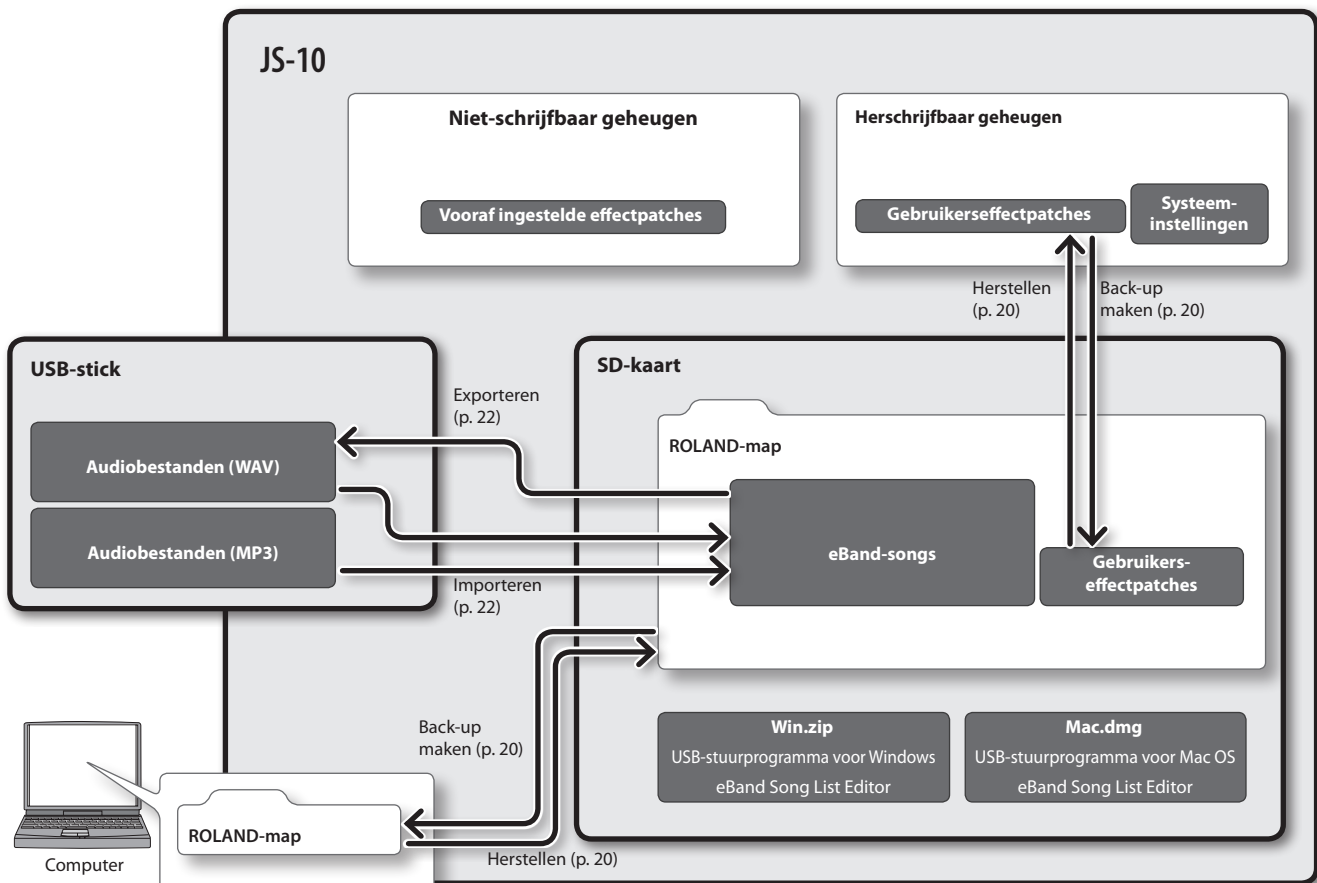 JS-10
Niet-schrijfbaar geheugen
Vooraf ingestelde effectpatches
Herschrijfbaar geheugen
Gebruikerseffectpatches
Systeem-
instellingen
Herstellen
(p. 20)
Back-up
maken (p. 20)
USB-stick
Audiobestanden (WAV)
Audiobestanden (MP3)
Exporteren
(p. 22)
Importeren
(p. 22)
SD-kaart
ROLAND-map
eBand-songs
Gebruikers-
effectpatches
Win.zip
USB-stuurprogramma voor Windows
eBand Song List Editor
Mac.dmg
USB-stuurprogramma voor Mac OS
eBand Song List Editor
Back-up
maken (p. 20)
ROLAND-map
Herstellen (p. 20)
Computer